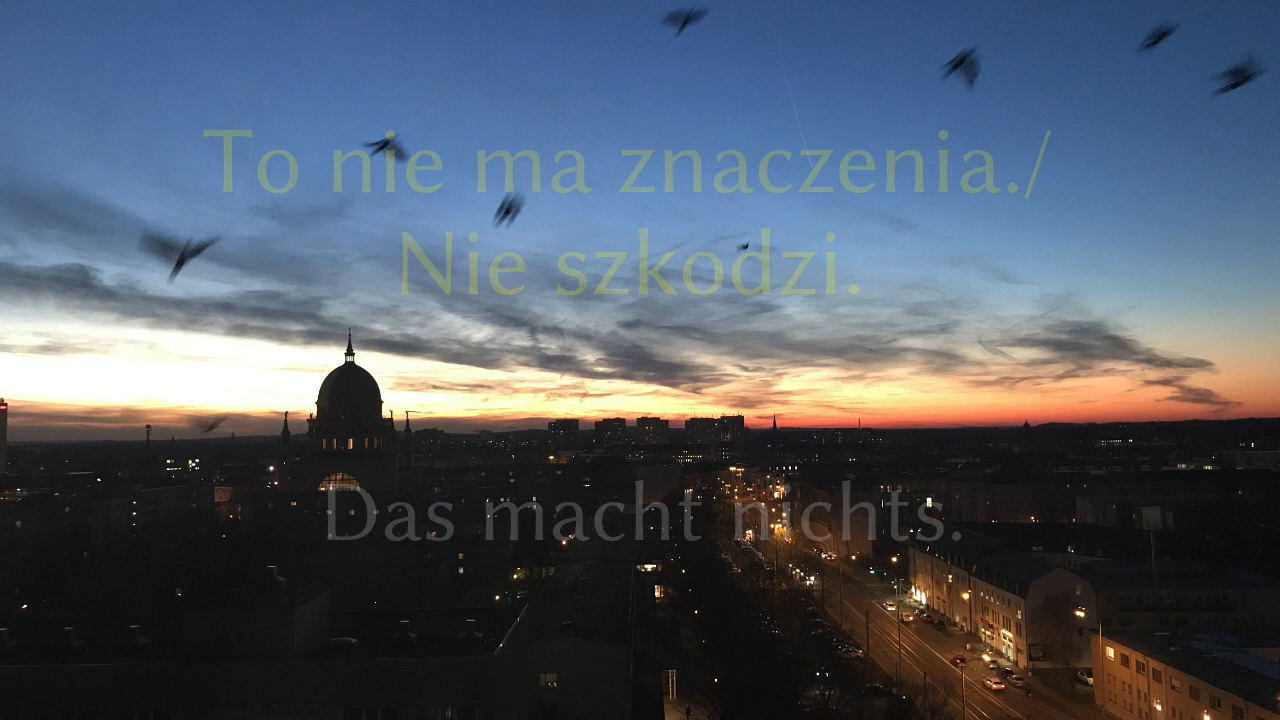 To nie ma znaczenia./
Nie szkodzi.
Das macht nichts.